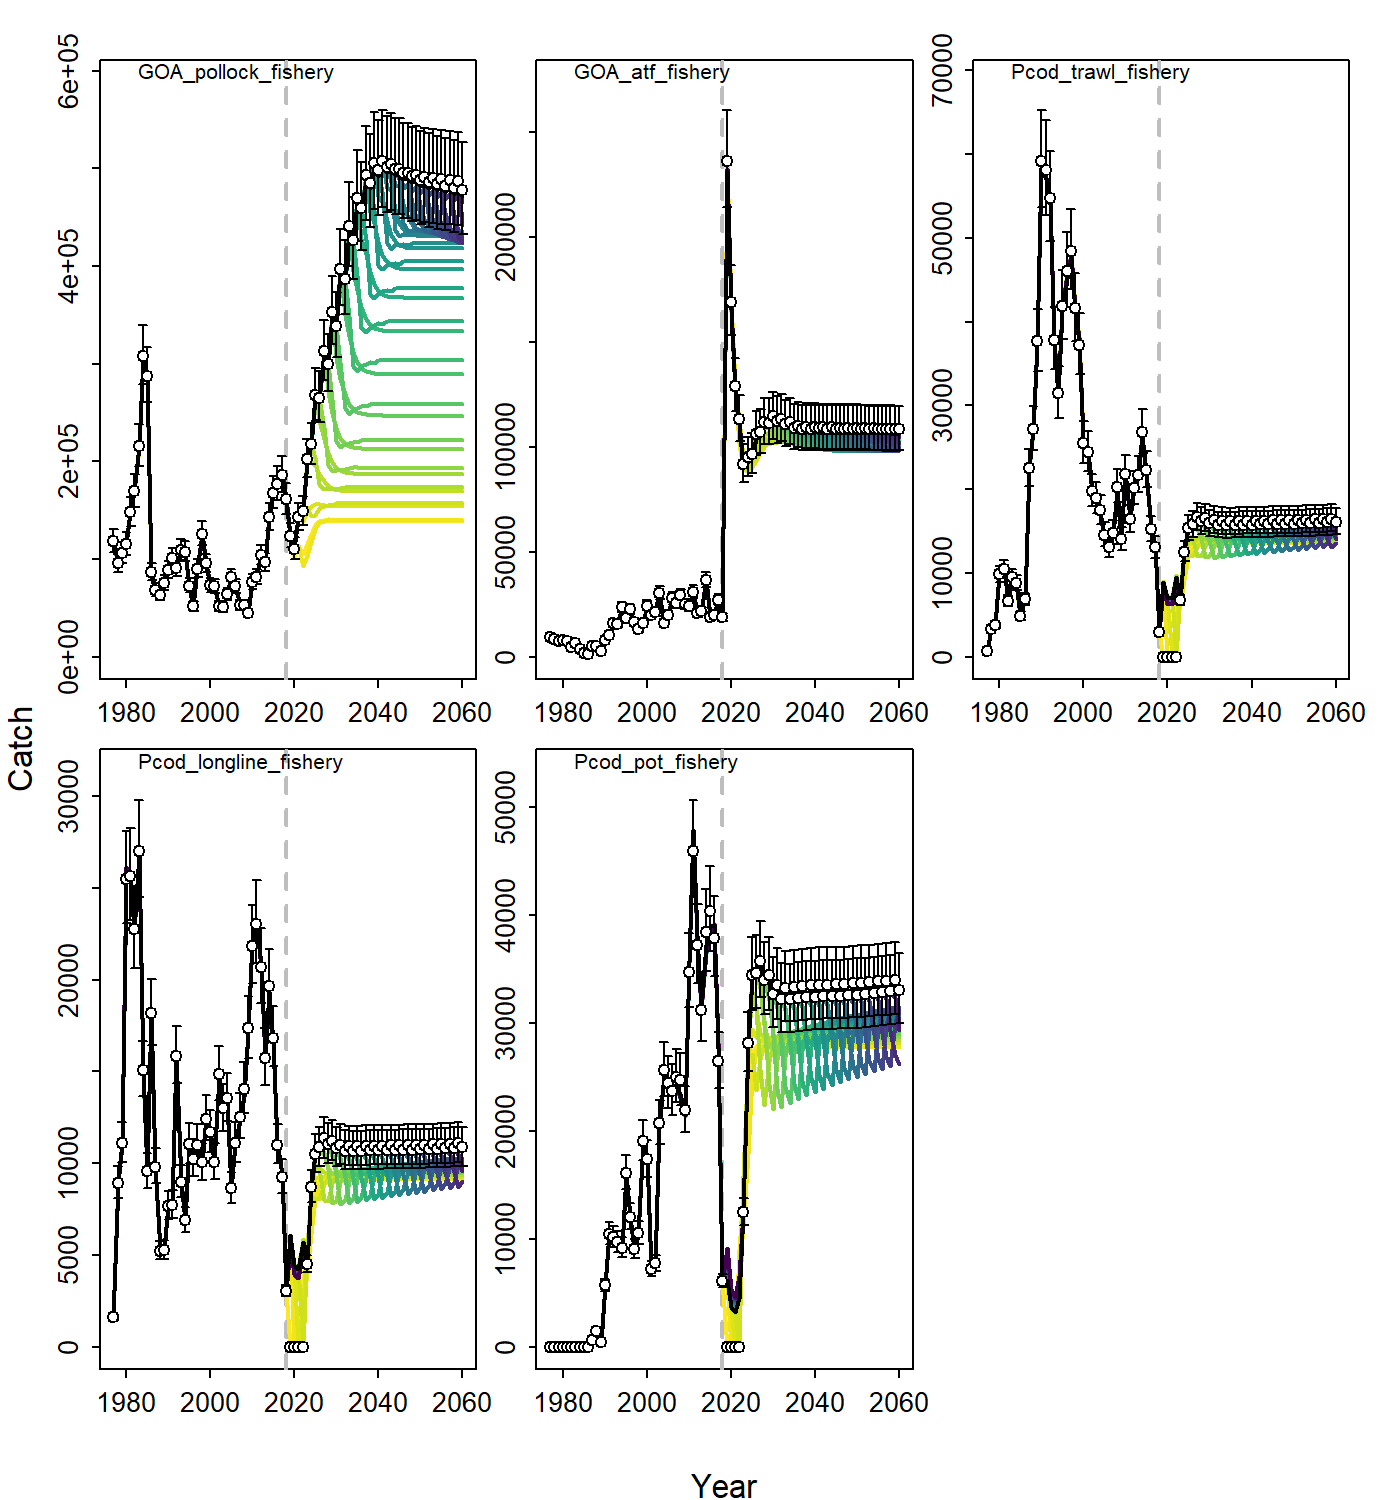 GOA_pollock_fishery
0e+00 2e+05 4e+05 6e+05
1980 2000 2020 2040 2060
GOA_atf_fishery
0 50000 100000 200000
1980 2000 2020 2040 2060
Pcod_trawl_fishery
0 10000 30000 50000 70000
1980 2000 2020 2040 2060
Catch
Pcod_longline_fishery
0 5000 10000 20000 30000
1980 2000 2020 2040 2060
Pcod_pot_fishery
0 10000 20000 30000 40000 50000
1980 2000 2020 2040 2060
Year